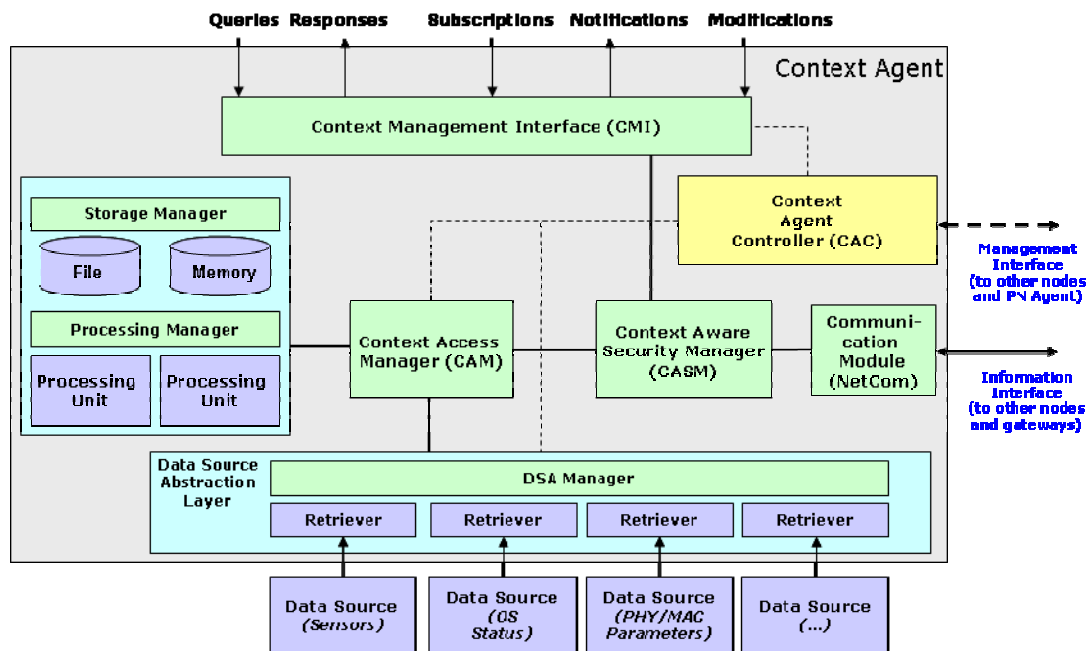 Queries Responses Subscriptions Notifications Modifications
Context Agent
Context Management Interface (CMI)
Context
Agent
Controller (CAC)
Management
Interface
(to other nodes
and PN Agent)
Storage Manager
File
Memory
Processing Manager
Processing
Unit
Processing
Unit
Context Access
Manager (CAM)
Context Aware
Security Manager
(CASM)
Communi-
cation
Module
(NetCom)
Information
Interface
(to other nodes
and gateways)
Data Source
Abstraction
Layer
DSA Manager
Retriever
Retriever
Retriever
Retriever
Data Source
(Sensors)
Data Source
(OS
Status)
Data Source
(PHY/MAC
Parameters)
Data Source
(...)